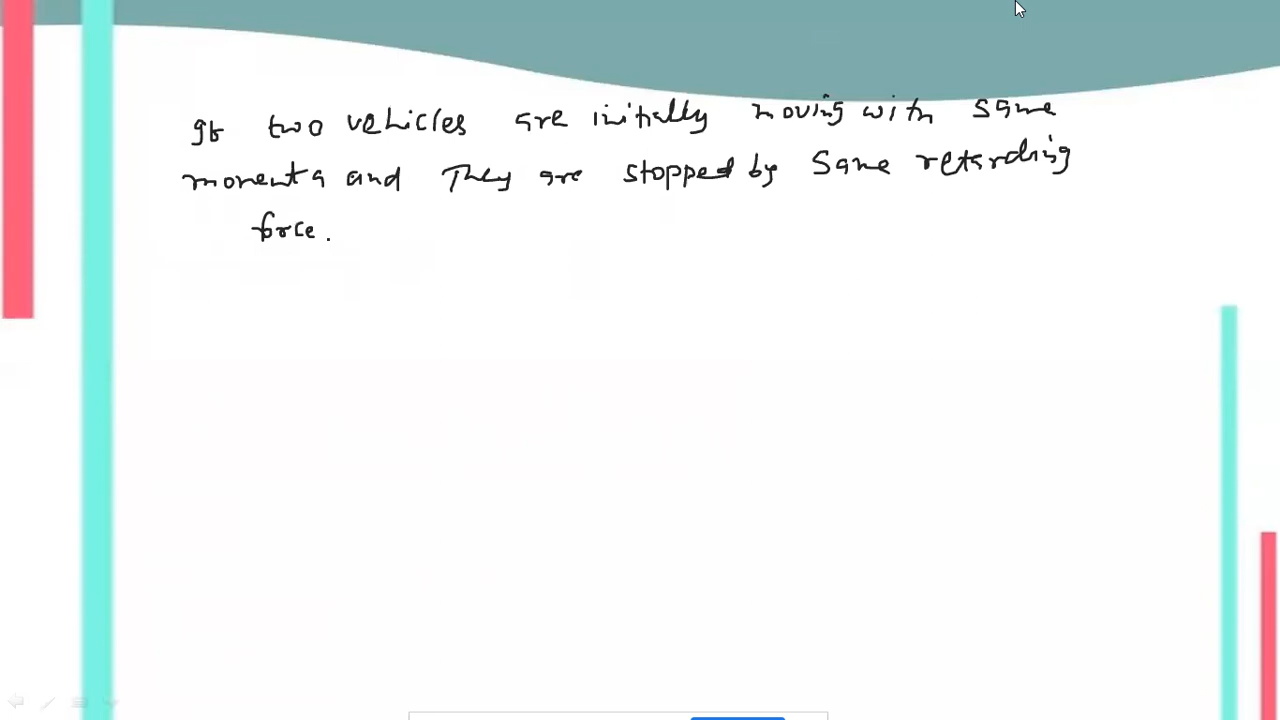 If two vehicles are initially moving with same
momenta and They are stopped by same retarding
force.